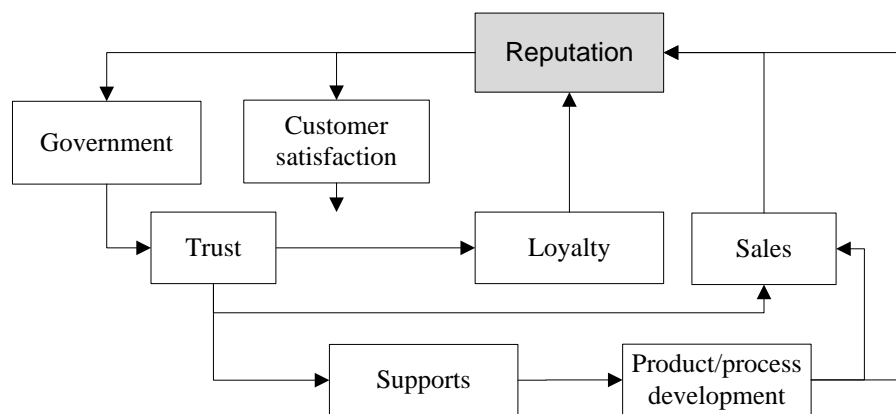 Reputation
Government
Customer
satisfaction
Trust
Loyalty
Sales
Supports
Product/process
development